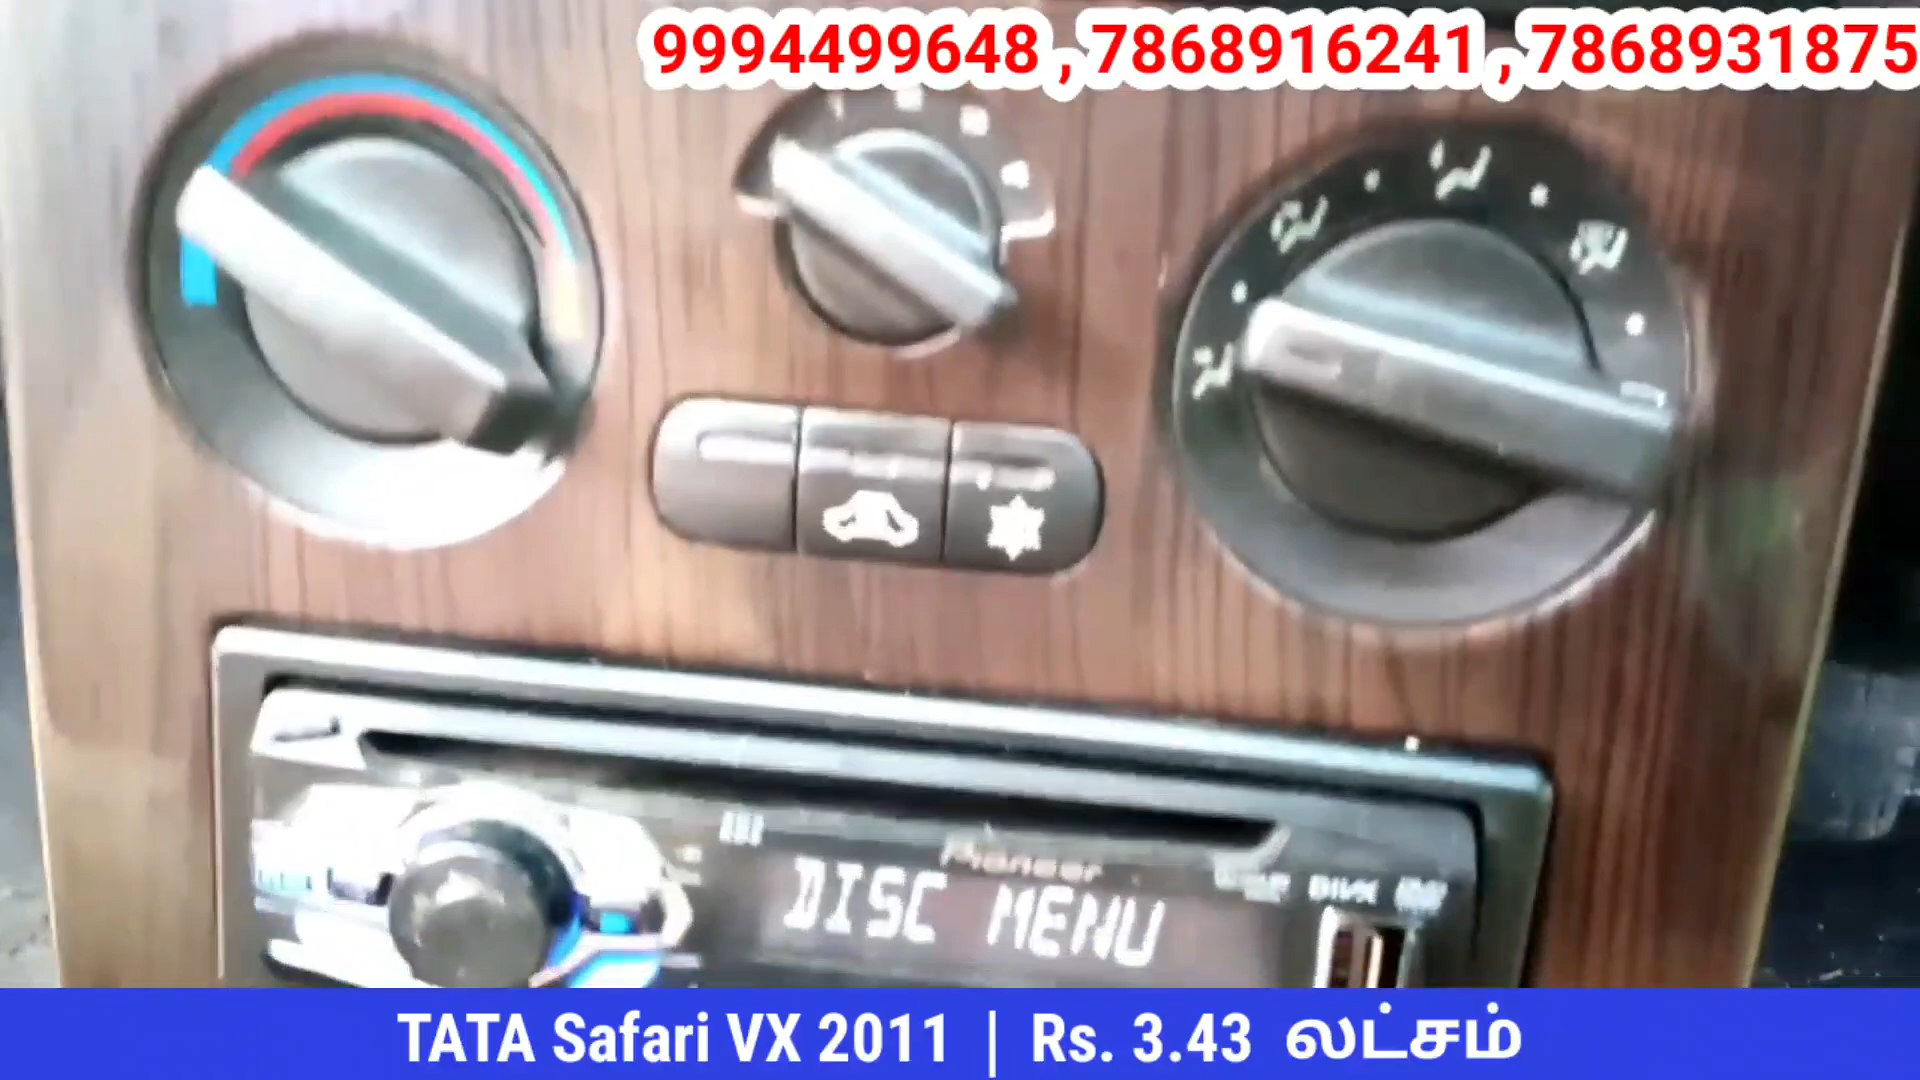 9994499648 , 7868916241 , 7868931875
Pioneer
DISC MENU
TATA Safari VX 2011 | Rs. 3.43 லட்சம்